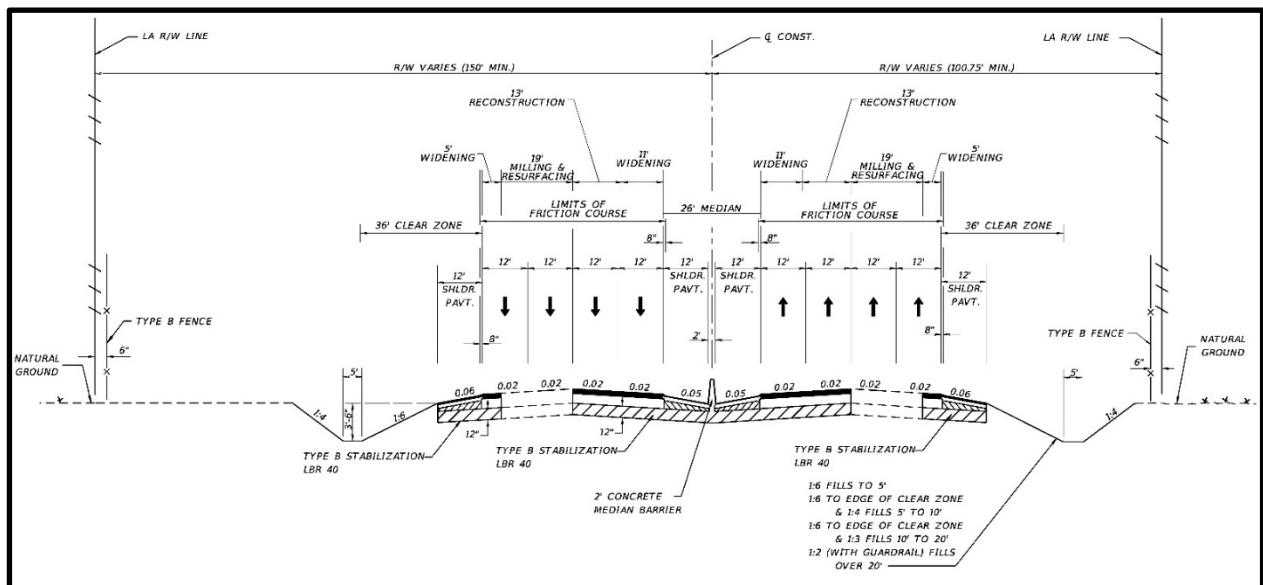 LA R/W LINE
℄ CONST.
LA R/W LINE
R/W VARIES (150' MIN.)
R/W VARIES (100.75' MIN.)
13'
RECONSTRUCTION
13'
RECONSTRUCTION
5'
WIDENING
19'
MILLING &
RESURFACING
11'
WIDENING
11'
WIDENING
19'
MILLING &
RESURFACING
5'
WIDENING
LIMITS OF
FRICTION COURSE
26' MEDIAN
LIMITS OF
FRICTION COURSE
36' CLEAR ZONE
36' CLEAR ZONE
8"
8"
12'
SHLDR.
PAVT.
12'
12'
12'
12'
12'
SHLDR.
PAVT.
12'
SHLDR.
PAVT.
12'
12'
12'
12'
12'
SHLDR.
PAVT.
TYPE B FENCE
TYPE B FENCE
8"
2'
8"
NATURAL
GROUND
6"
5'
5'
6"
NATURAL
GROUND
0.06
0.02
0.02
0.02
0.02
0.05
0.05
0.02
0.02
0.02
0.02
0.06
1:4
3'-6"
1:6
12"
12"
1:4
TYPE B STABILIZATION
LBR 40
TYPE B STABILIZATION
LBR 40
TYPE B STABILIZATION
LBR 40
2' CONCRETE
MEDIAN BARRIER
1:6 FILLS TO 5'
1:6 TO EDGE OF CLEAR ZONE
& 1:4 FILLS 5' TO 10'
1:6 TO EDGE OF CLEAR ZONE
& 1:3 FILLS 10' TO 20'
1:2 (WITH GUARDRAIL) FILLS
OVER 20'